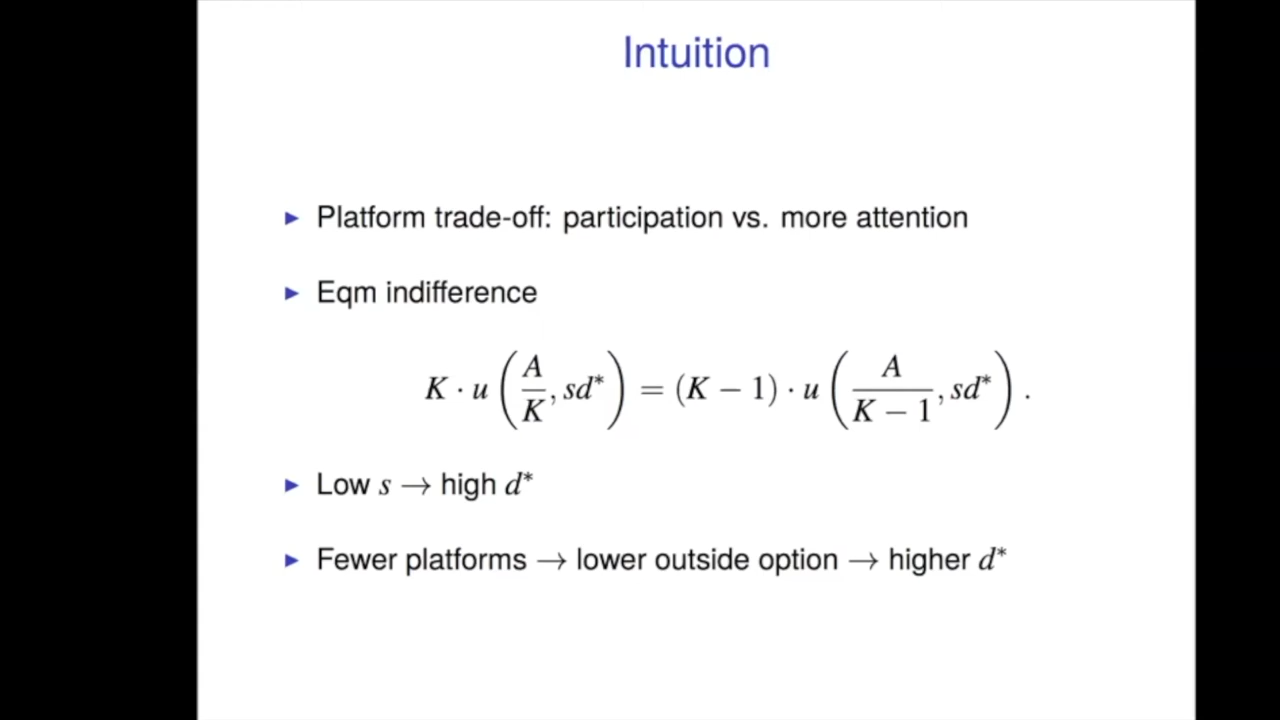 Intuition
▶ Platform trade-off: participation vs. more attention
▶ Eqm indifference
K · u(A/K, sd*) = (K − 1) · u(A/(K − 1), sd*).
▶ Low s → high d*
▶ Fewer platforms → lower outside option → higher d*